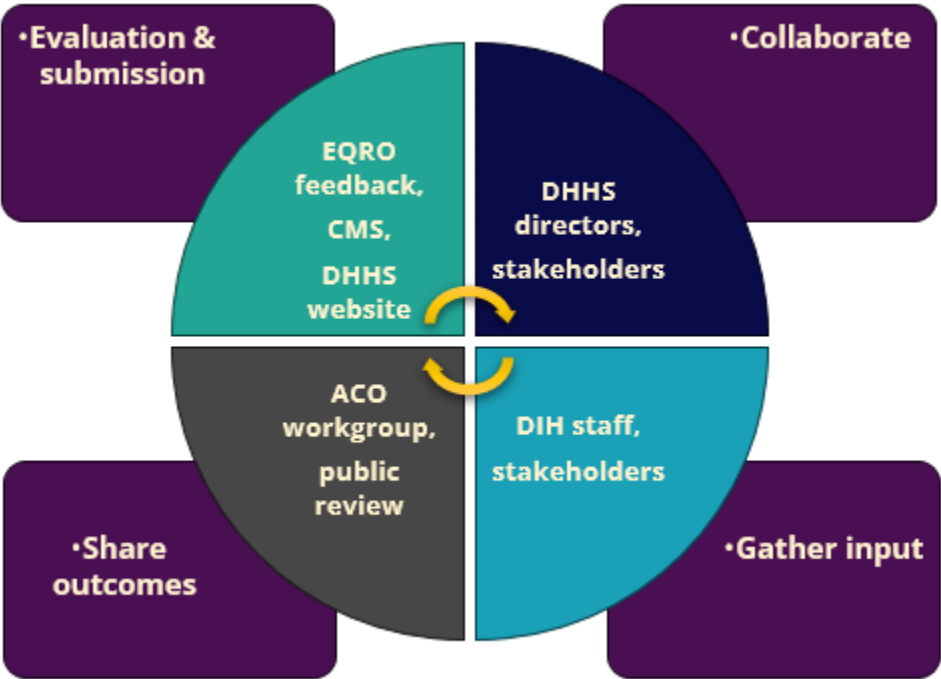 •Evaluation &
submission
•Collaborate
EQRO
feedback,
CMS,
DHHS
website
DHHS
directors,
stakeholders
ACO
workgroup,
public
review
DIH staff,
stakeholders
•Share
outcomes
•Gather input